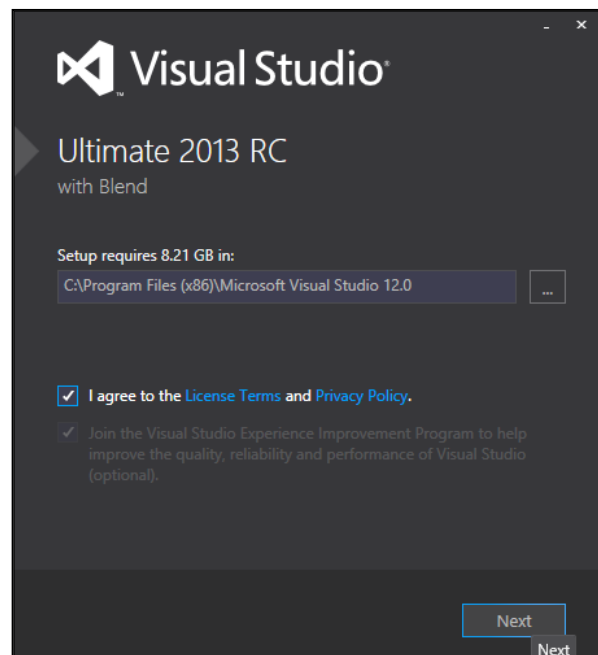 Visual Studio®
Ultimate 2013 RC
with Blend
Setup requires 8.21 GB in:
C:\Program Files (x86)\Microsoft Visual Studio 12.0
...
I agree to the License Terms and Privacy Policy.
Join the Visual Studio Experience Improvement Program to help
improve the quality, reliability and performance of Visual Studio
(optional).
Next
Next